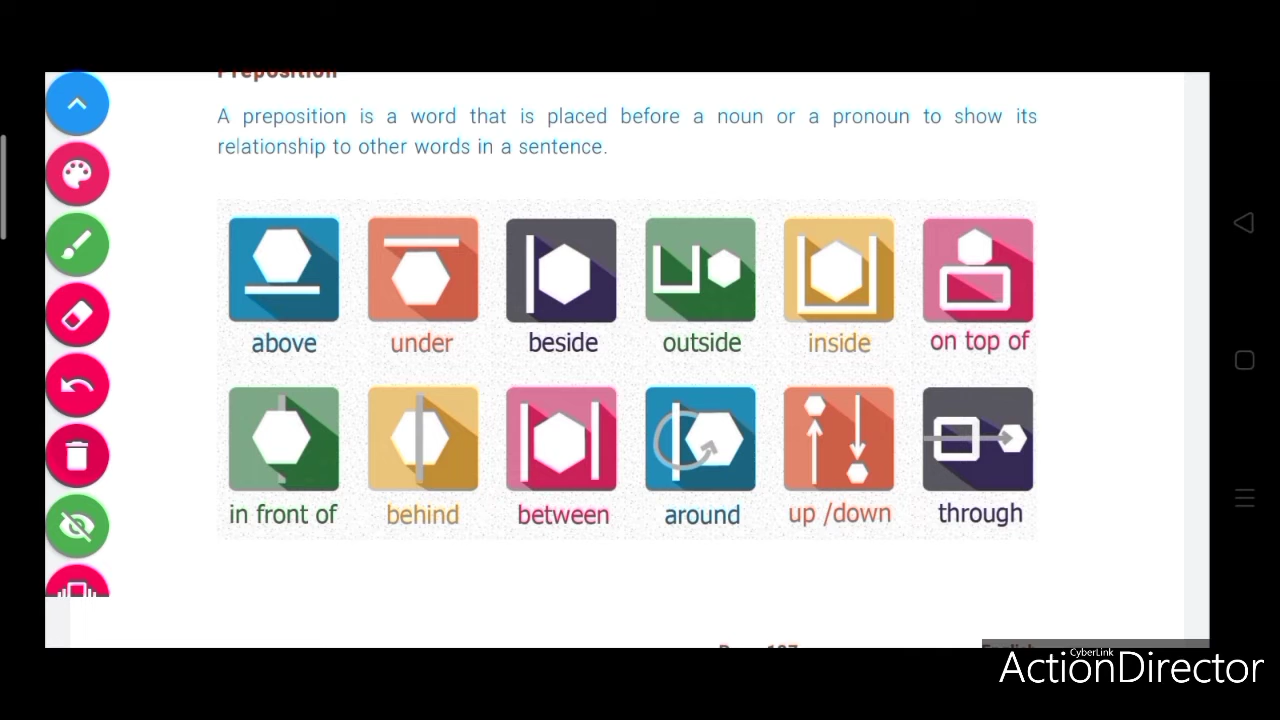 Preposition
A preposition is a word that is placed before a noun or a pronoun to show its
relationship to other words in a sentence.
above under beside outside inside on top of
in front of behind between around up /down through
CyberLink
ActionDirector